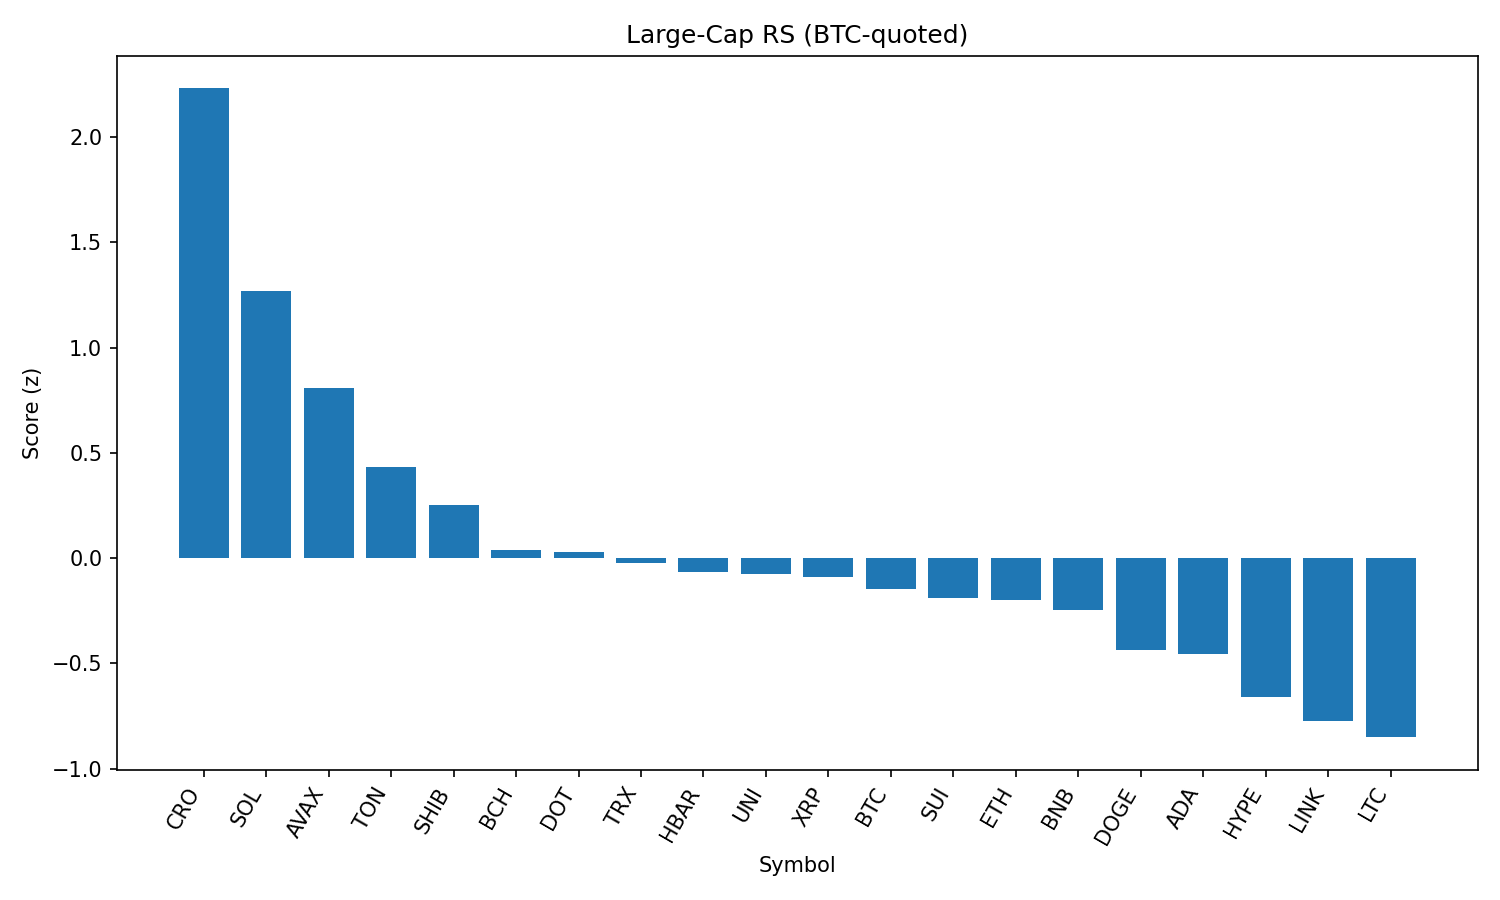 Large-Cap RS (BTC-quoted)
Score (z)
2.0
1.5
1.0
0.5
0.0
−0.5
−1.0
CRO
SOL
AVAX
TON
SHIB
BCH
DOT
TRX
HBAR
UNI
XRP
BTC
SUI
ETH
BNB
DOGE
ADA
HYPE
LINK
LTC
Symbol